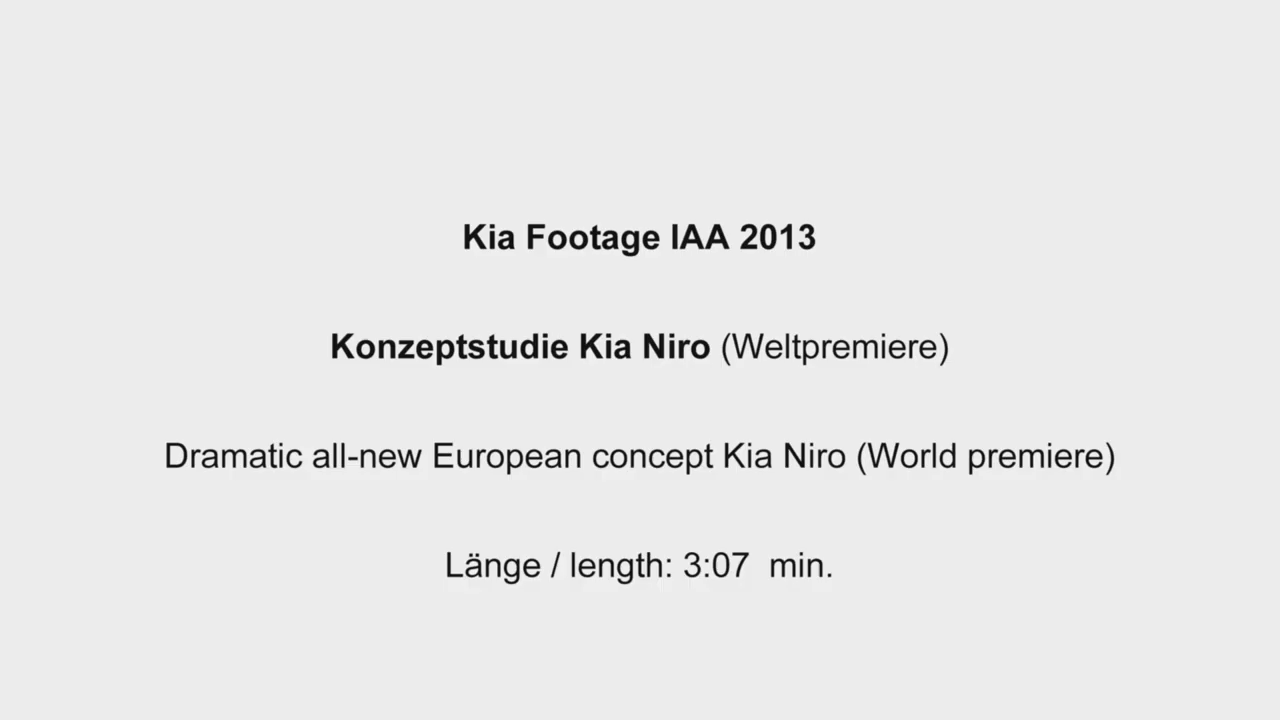 Kia Footage IAA 2013
Konzeptstudie Kia Niro (Weltpremiere)
Dramatic all-new European concept Kia Niro (World premiere)
Länge / length: 3:07 min.